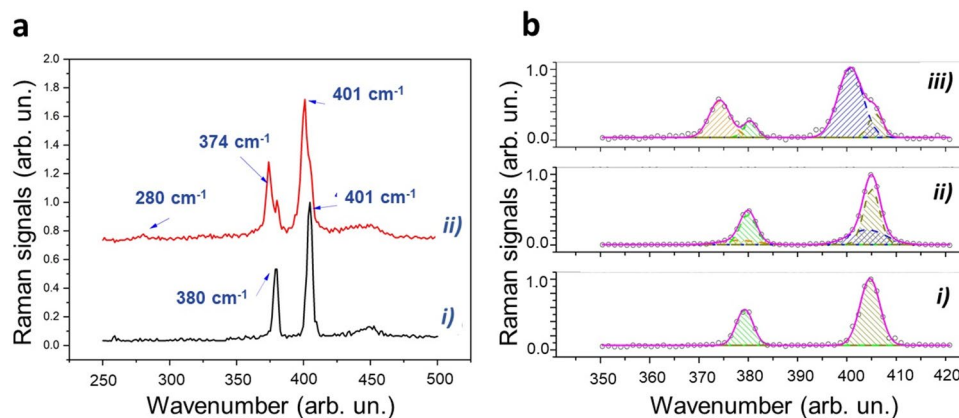 a
Raman signals (arb. un.)
2.0
1.8
1.6
1.4
1.2
1.0
0.8
0.6
0.4
0.2
0.0
401 cm-1
374 cm-1
280 cm-1
401 cm-1
ii)
380 cm-1
i)
250 300 350 400 450 500
Wavenumber (arb. un.)
b
Raman signals (arb. un.)
1.0
0.0
iii)
1.0
0.0
ii)
1.0
0.0
i)
350 360 370 380 390 400 410 420
Wavenumber (arb. un.)